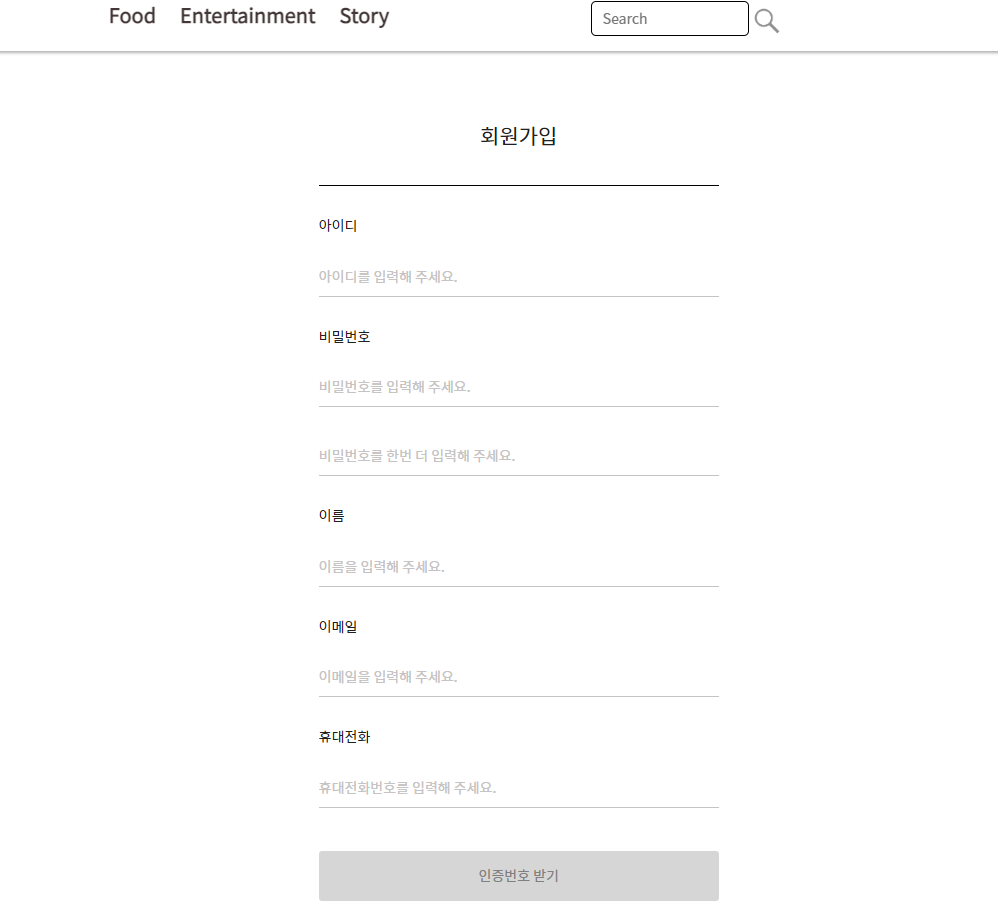 Food Entertainment Story Search
회원가입
아이디
아이디를 입력해 주세요.
비밀번호
비밀번호를 입력해 주세요.
비밀번호를 한번 더 입력해 주세요.
이름
이름을 입력해 주세요.
이메일
이메일을 입력해 주세요.
휴대전화
휴대전화번호를 입력해 주세요.
인증번호 받기